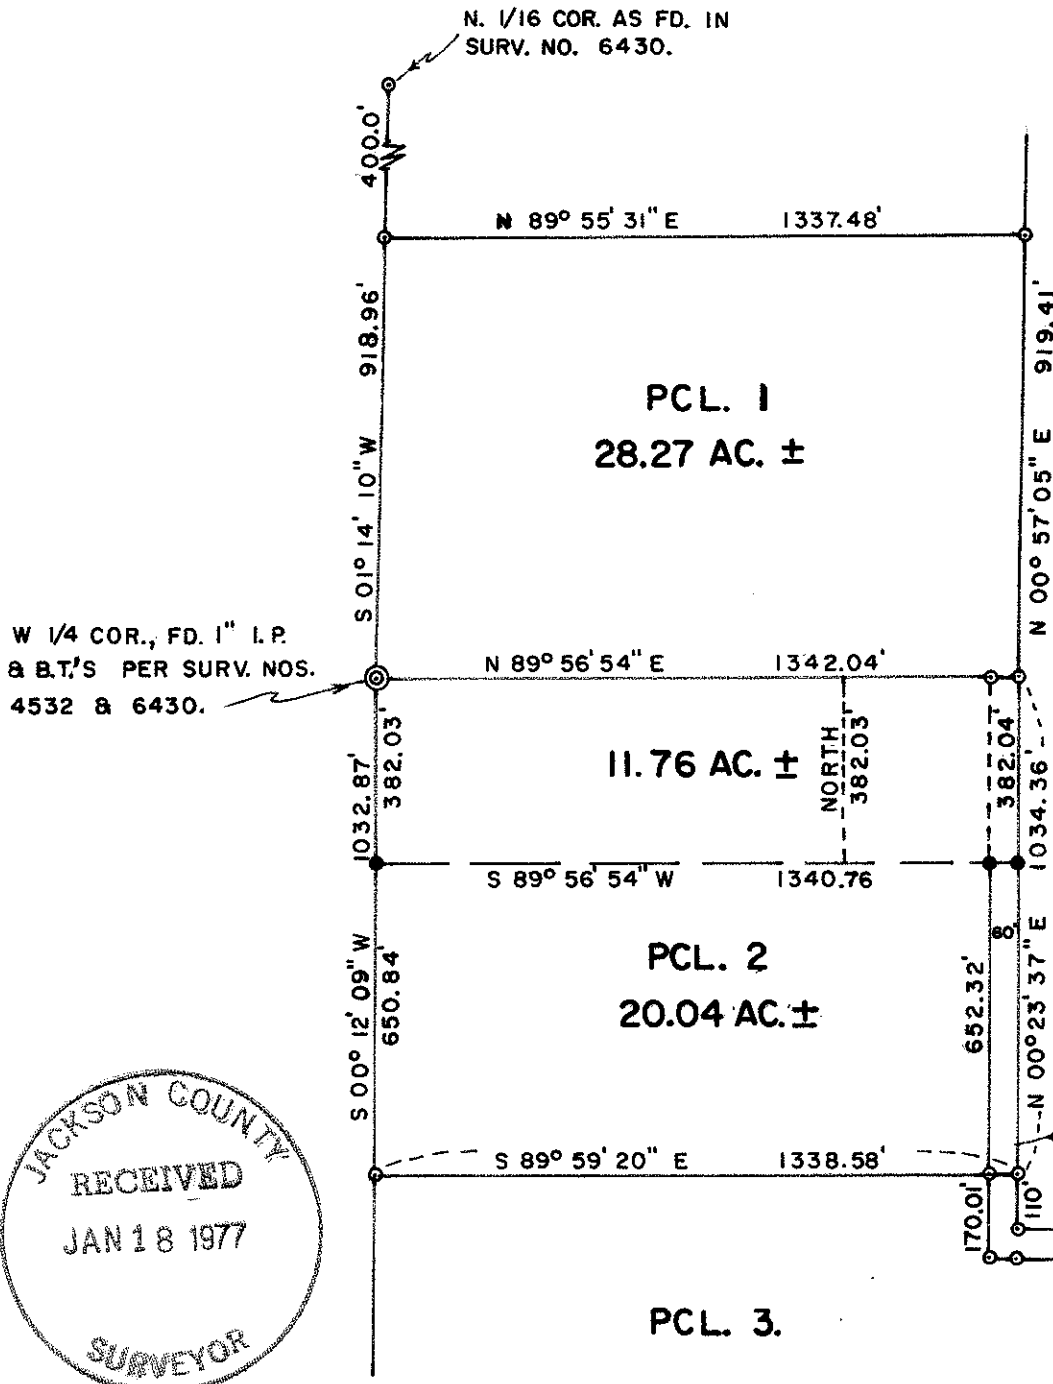 N. 1/16 COR. AS FD. IN
SURV. NO. 6430.
400.0'
N 89° 55' 31" E 1337.48'
918.96'
S 01° 14' 10" W
919.41'
N 00° 57' 05" E
PCL. 1
28.27 AC. ±
W 1/4 COR., FD. 1" I.P.
& B.T.'S PER SURV. NOS.
4532 & 6430.
N 89° 56' 54" E 1342.04'
1032.87'
382.03'
11.76 AC. ±
NORTH
382.03'
382.04'
1034.36'
S 89° 56' 54" W 1340.76
S 00° 12' 09" W
650.84'
PCL. 2
20.04 AC. ±
60'
652.32'
N 00° 23' 37" E
S 89° 59' 20" E 1338.58'
170.01'
110'
PCL. 3.
JACKSON COUNTY
RECEIVED
JAN 18 1977
SURVEYOR